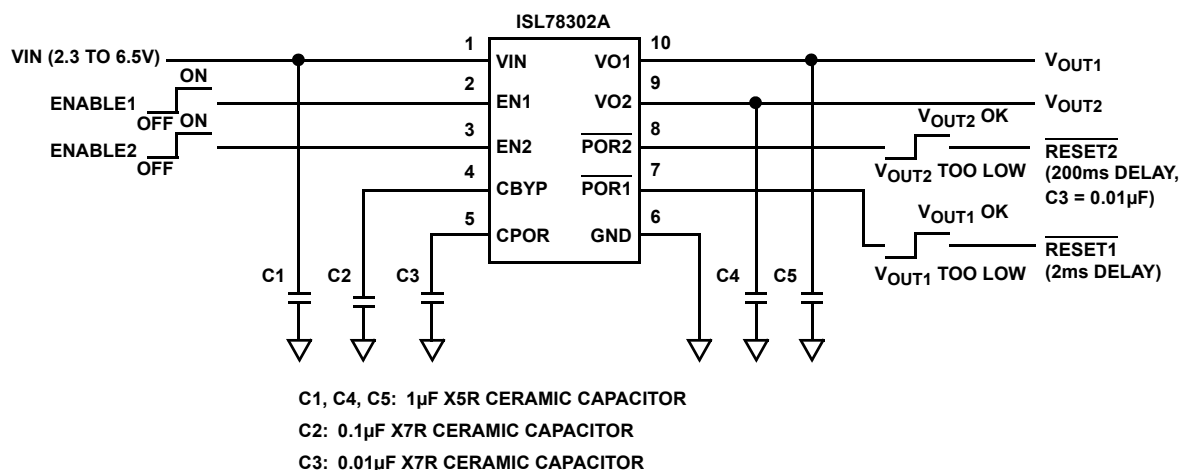 ISL78302A
VIN (2.3 TO 6.5V)
1
VIN
VO1
10
VOUT1
ON
ENABLE1
OFF
2
EN1
VO2
9
VOUT2
ON
ENABLE2
OFF
3
EN2
POR2
8
VOUT2 OK
VOUT2 TOO LOW
RESET2
(200ms DELAY,
C3 = 0.01µF)
4
CBYP
POR1
7
VOUT1 OK
VOUT1 TOO LOW
RESET1
(2ms DELAY)
5
CPOR
GND
6
C1
C2
C3
C4
C5
C1, C4, C5: 1µF X5R CERAMIC CAPACITOR
C2: 0.1µF X7R CERAMIC CAPACITOR
C3: 0.01µF X7R CERAMIC CAPACITOR